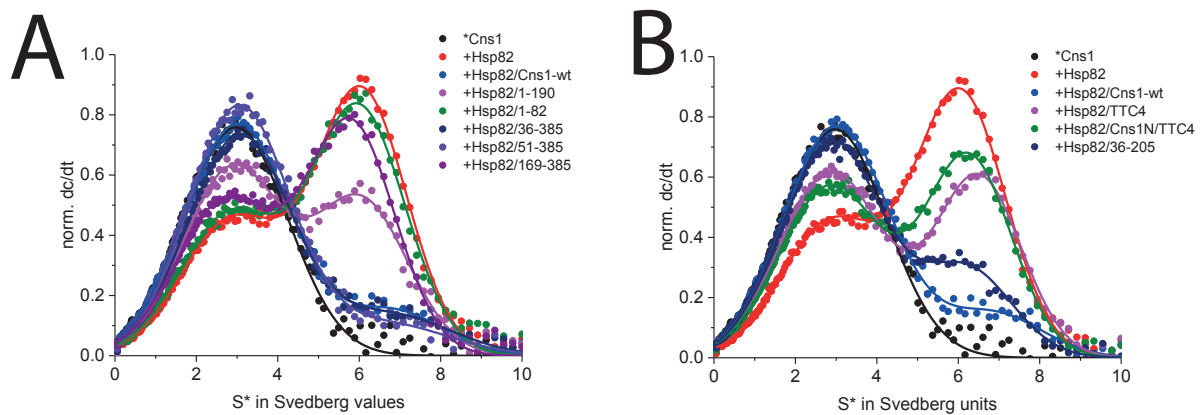 A
*Cns1
+Hsp82
+Hsp82/Cns1-wt
+Hsp82/1-190
+Hsp82/1-82
+Hsp82/36-385
+Hsp82/51-385
+Hsp82/169-385
norm. dc/dt
1.0
0.8
0.6
0.4
0.2
0.0
0 2 4 6 8 10
S* in Svedberg values
B
*Cns1
+Hsp82
+Hsp82/Cns1-wt
+Hsp82/TTC4
+Hsp82/Cns1N/TTC4
+Hsp82/36-205
norm. dc/dt
1.0
0.8
0.6
0.4
0.2
0.0
0 2 4 6 8 10
S* in Svedberg units